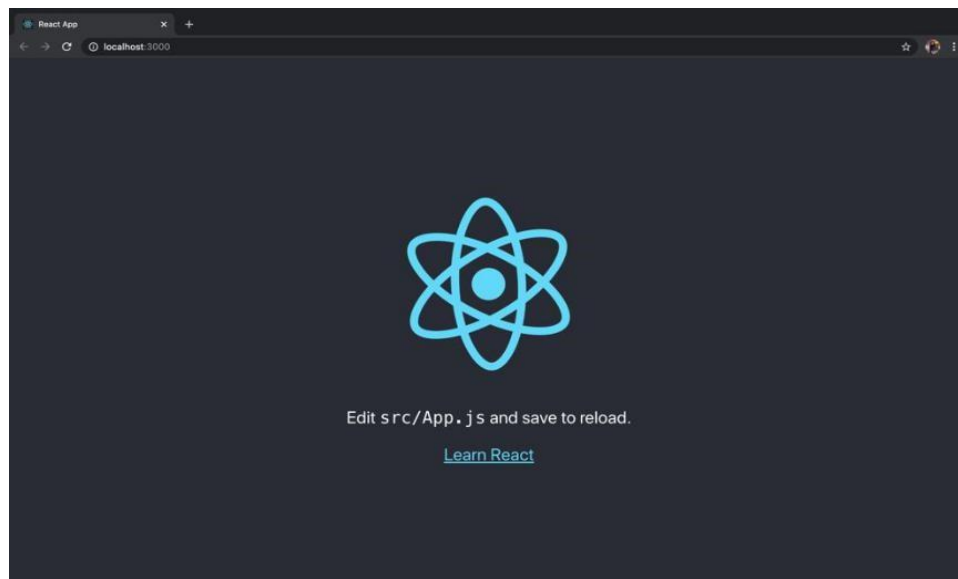 React App
localhost:3000
Edit src/App.js and save to reload.
Learn React